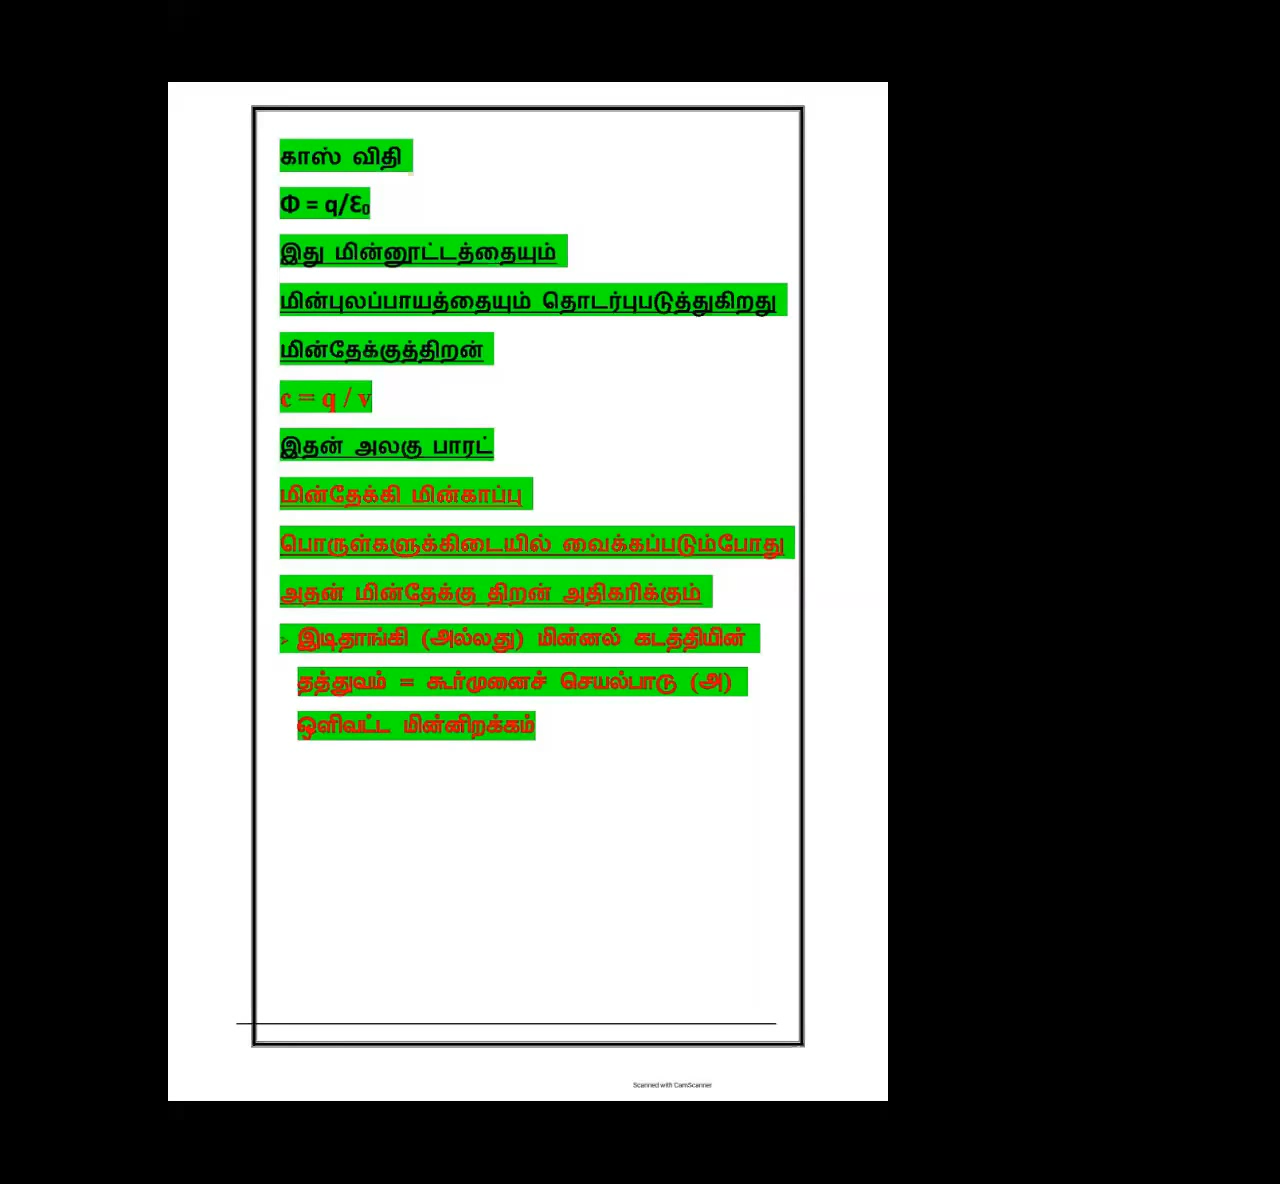 காஸ் விதி
Φ = q/Ɛ₀
இது மின்னூட்டத்தையும்
மின்புலப்பாயத்தையும் தொடர்புபடுத்துகிறது
மின்தேக்குத்திறன்
c = q / v
இதன் அலகு பாரட்
மின்தேக்கி மின்காப்பு
பொருள்களுக்கிடையில் வைக்கப்படும்போது
அதன் மின்தேக்கு திறன் அதிகரிக்கும்
➢ இடிதாங்கி (அல்லது) மின்னல் கடத்தியின்
தத்துவம் = கூர்முனைச் செயல்பாடு (அ)
ஒளிவட்ட மின்னிறக்கம்
Scanned with CamScanner